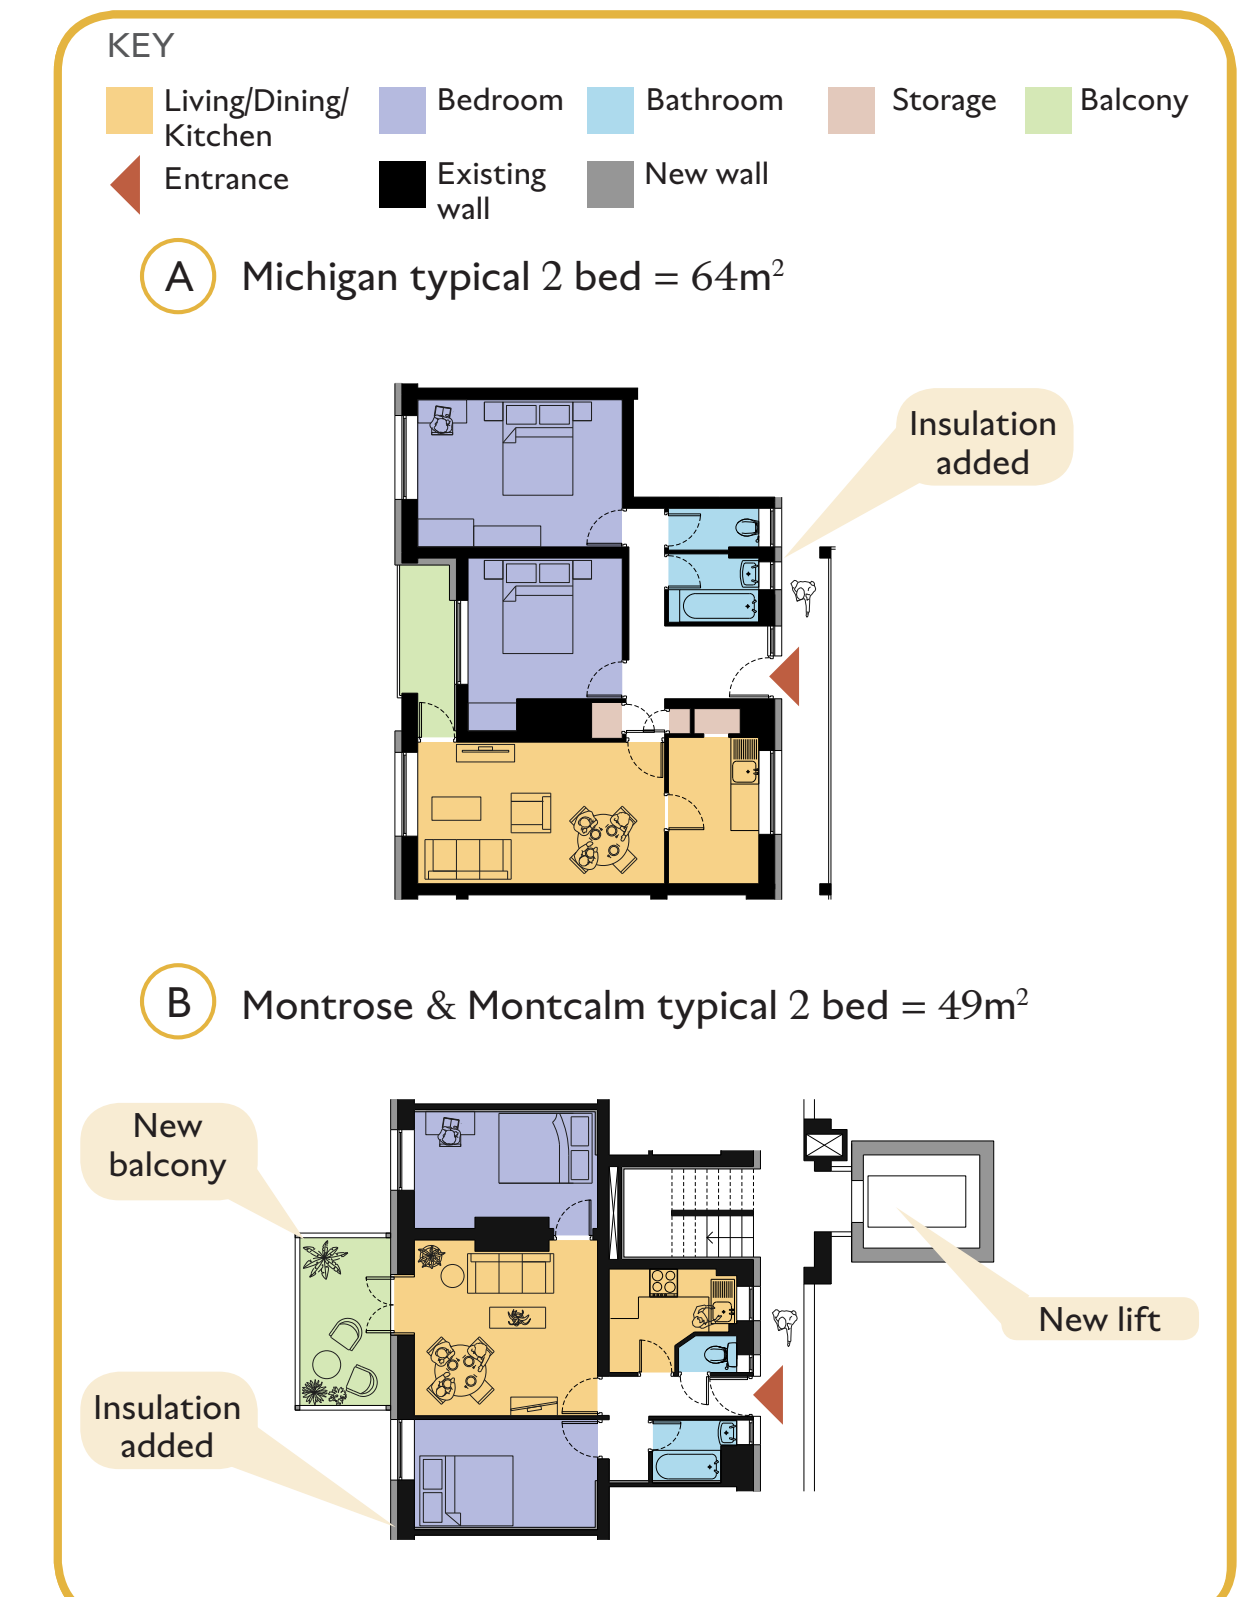 KEY
Living/Dining/
Kitchen
Bedroom
Bathroom
Storage
Balcony
Entrance
Existing
wall
New wall
A
Michigan typical 2 bed = 64m²
Insulation
added
B
Montrose & Montcalm typical 2 bed = 49m²
New
balcony
New lift
Insulation
added